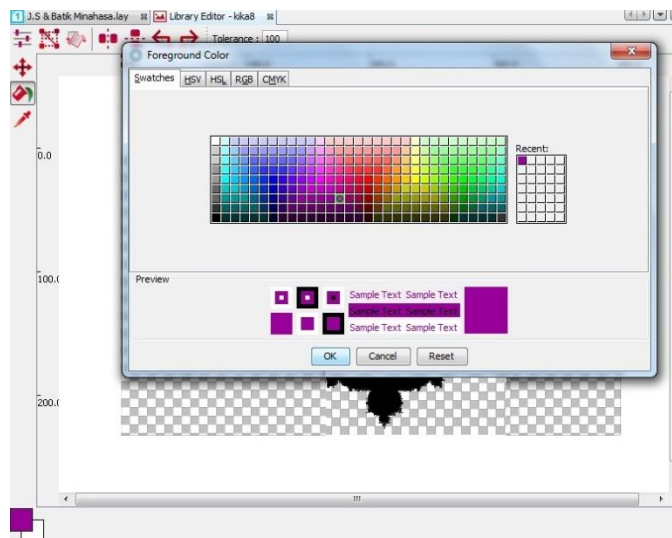 1 J.S & Batik Minahasa.lay Library Editor - kika8
Tolerance : 100
Foreground Color
Swatches HSV HSL RGB CMYK
0.0
Recent:
100.0
Preview
Sample Text Sample Text
Sample Text Sample Text
Sample Text Sample Text
OK Cancel Reset
200.0